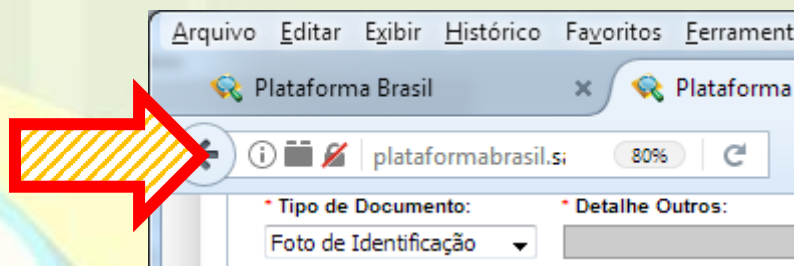 Arquivo Editar Exibir Histórico Favoritos Ferrament
Plataforma Brasil × Plataforma
plataformabrasil.sa 80%
* Tipo de Documento: * Detalhe Outros:
Foto de Identificação